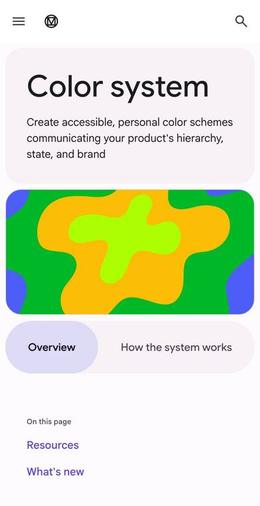 Color system
Create accessible, personal color schemes
communicating your product's hierarchy,
state, and brand
Overview
How the system works
On this page
Resources
What's new